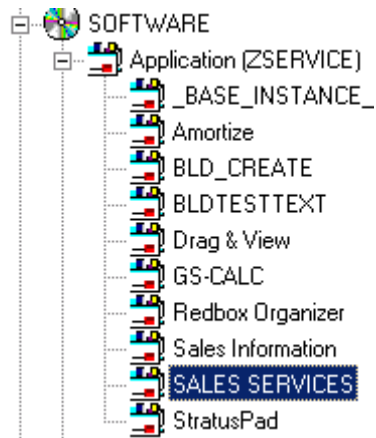 SOFTWARE
Application (ZSERVICE)
_BASE_INSTANCE_
Amortize
BLD_CREATE
BLDTESTTEXT
Drag & View
GS-CALC
Redbox Organizer
Sales Information
SALES SERVICES
StratusPad